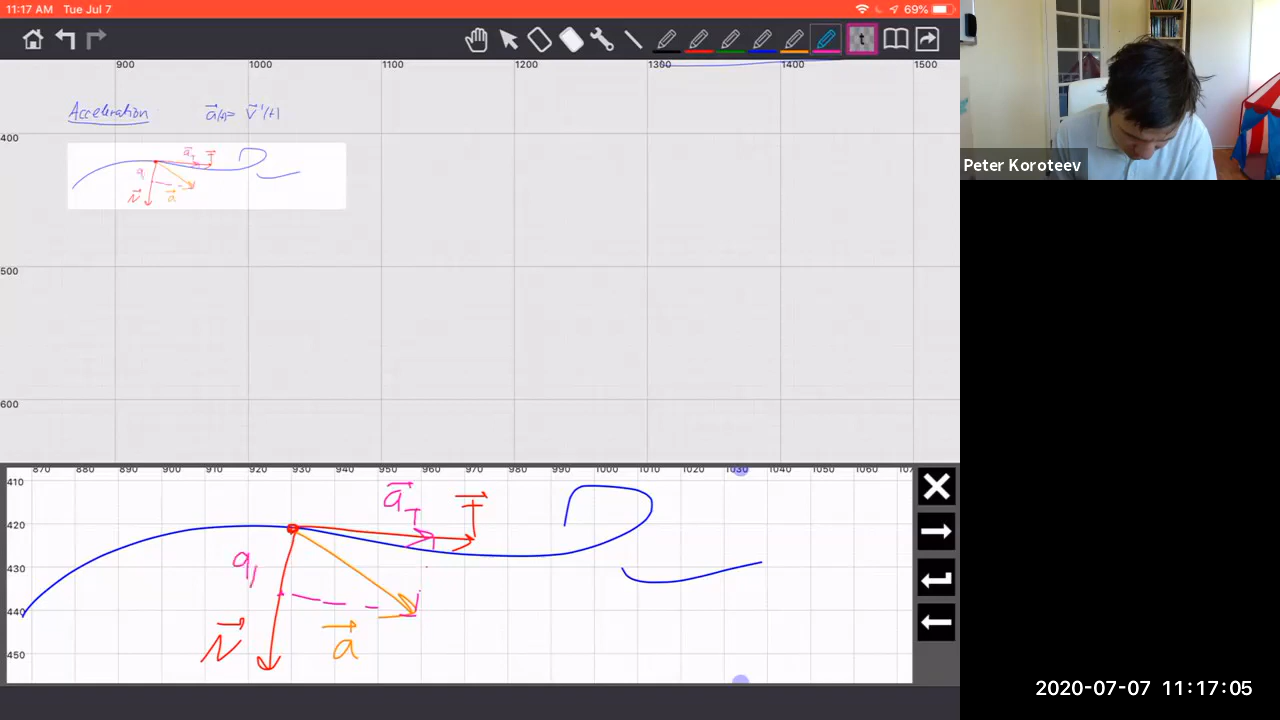 11:17 AM Tue Jul 7
69%
t
900 1000 1100 1200 1300 1400 1500
Acceleration a⃗(t)= v⃗'(t)
400
a⃗T T⃗
a
N⃗ a⃗
500
600
Peter Koroteev
870 880 890 900 910 920 930 940 950 960 970 980 990 1000 1010 1020 1030 1040 1050 1060 107
410
a⃗T T⃗
420
430
a
440
N⃗ a⃗
450
2020-07-07 11:17:05